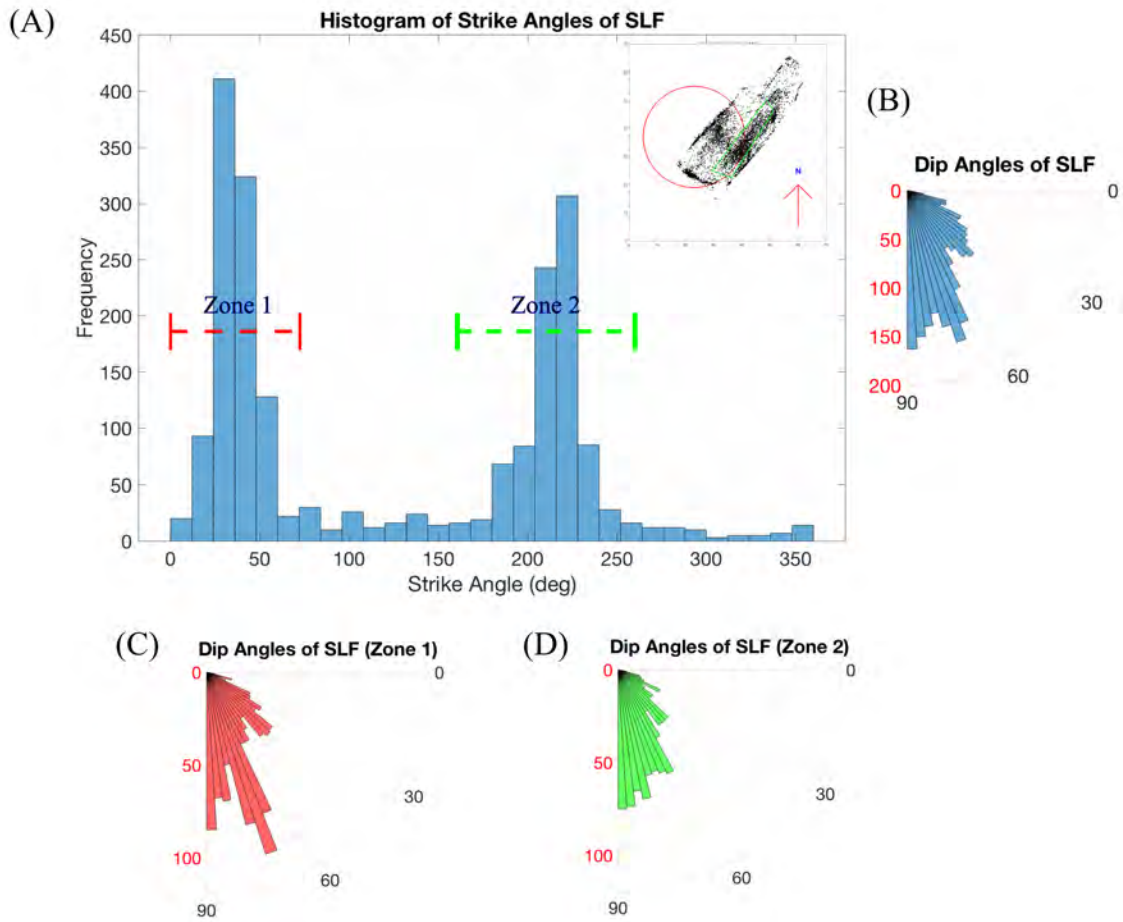 (A)
Histogram of Strike Angles of SLF
450
400
350
300
250
200
150
100
50
0
Frequency
Zone 1
Zone 2
N
0 50 100 150 200 250 300 350
Strike Angle (deg)
(B)
Dip Angles of SLF
0
50
100
150
200
0
30
60
90
(C)
Dip Angles of SLF (Zone 1)
0
50
100
0
30
60
90
(D)
Dip Angles of SLF (Zone 2)
0
50
100
0
30
60
90